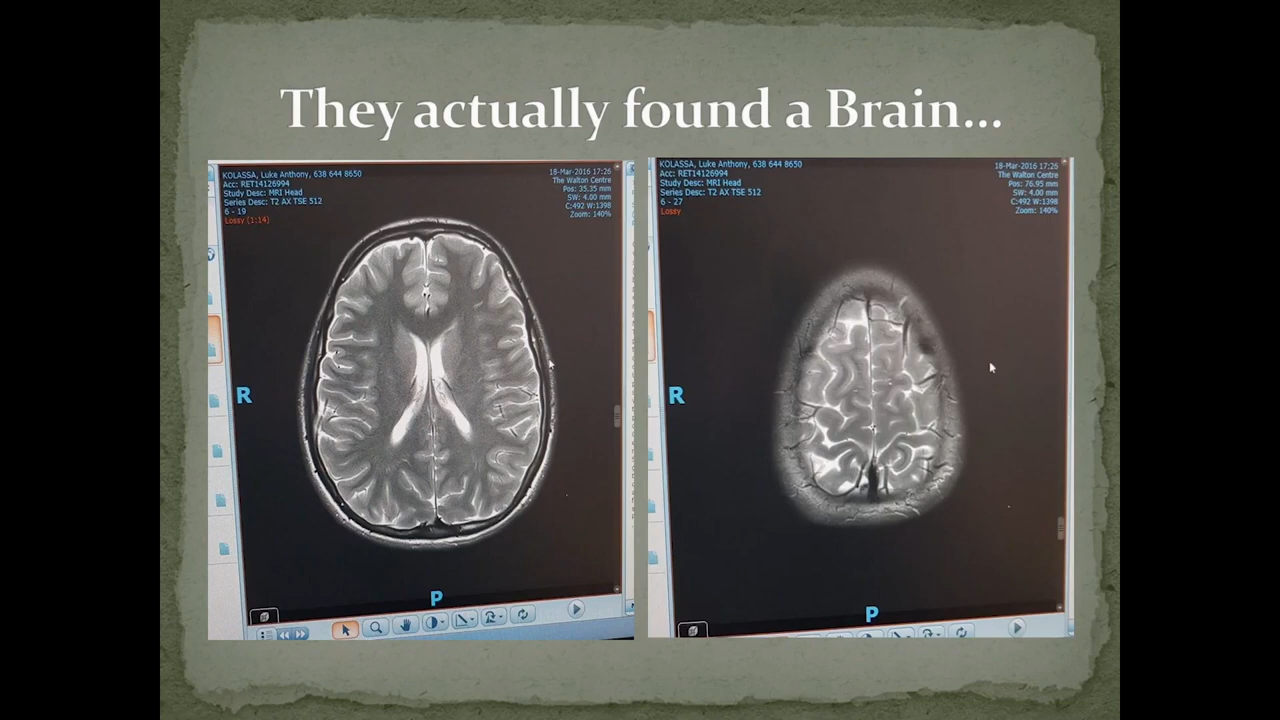 They actually found a Brain...
KOLASSA, Luke Anthony, 638 644 8650
Acc: RET14126994
Study Desc: MRI Head
Series Desc: T2 AX TSE 512
6 - 19
Lossy (1:14)
18-Mar-2016 17:26
The Walton Centre
Pos: 35.35 mm
SW: 4.00 mm
C:492 W:1398
Zoom: 140%
R
P
KOLASSA, Luke Anthony, 638 644 8650
Acc: RET14126994
Study Desc: MRI Head
Series Desc: T2 AX TSE 512
6 - 27
Lossy
18-Mar-2016 17:26
The Walton Centre
Pos: 76.95 mm
SW: 4.00 mm
C:492 W:1398
Zoom: 140%
R
P